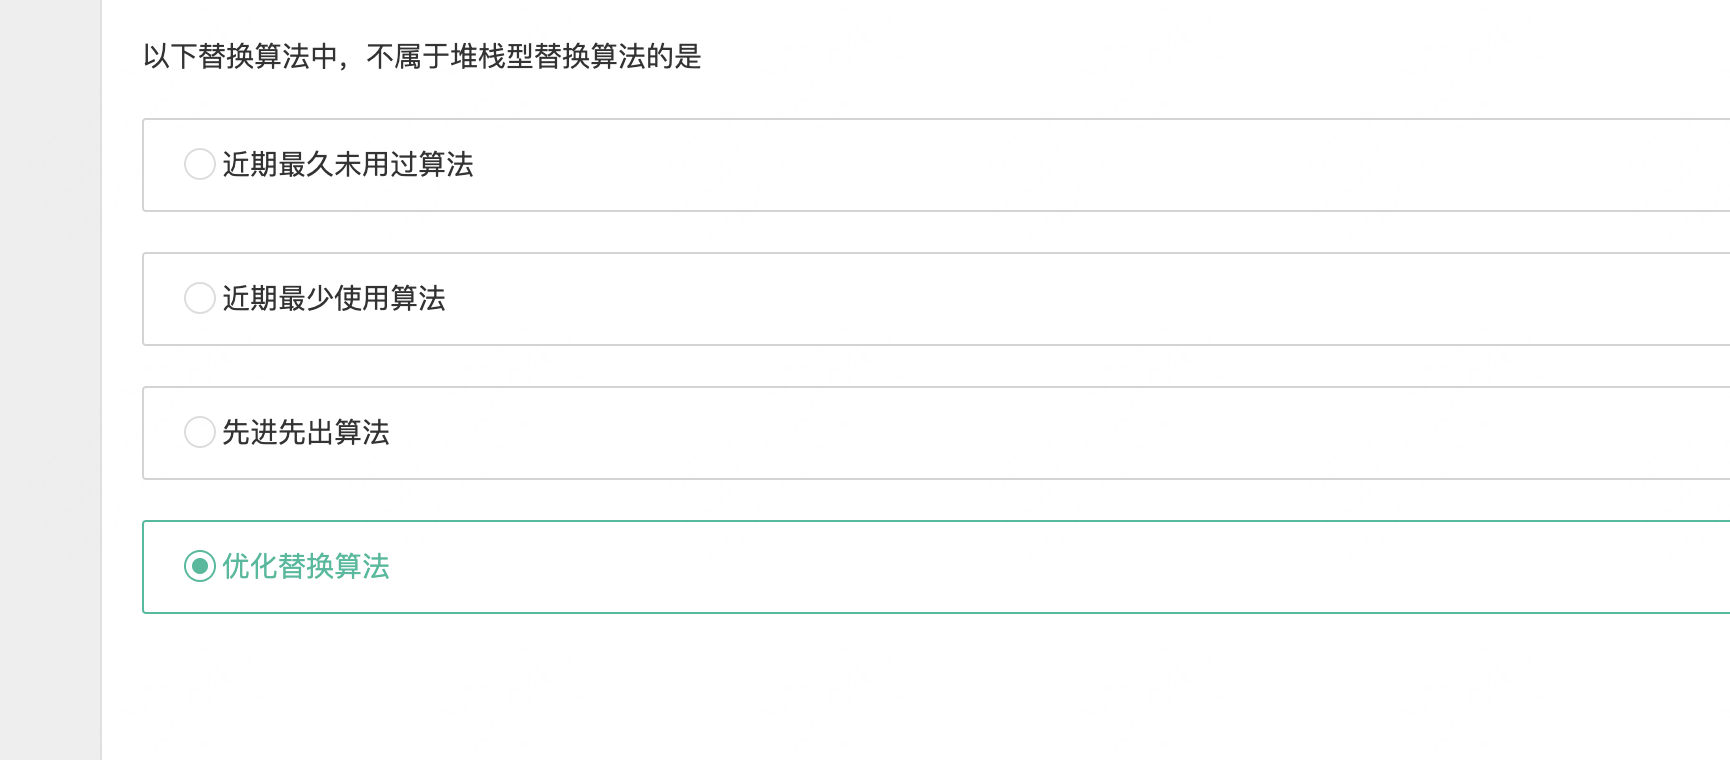 以下替换算法中，不属于堆栈型替换算法的是
近期最久未用过算法
近期最少使用算法
先进先出算法
优化替换算法